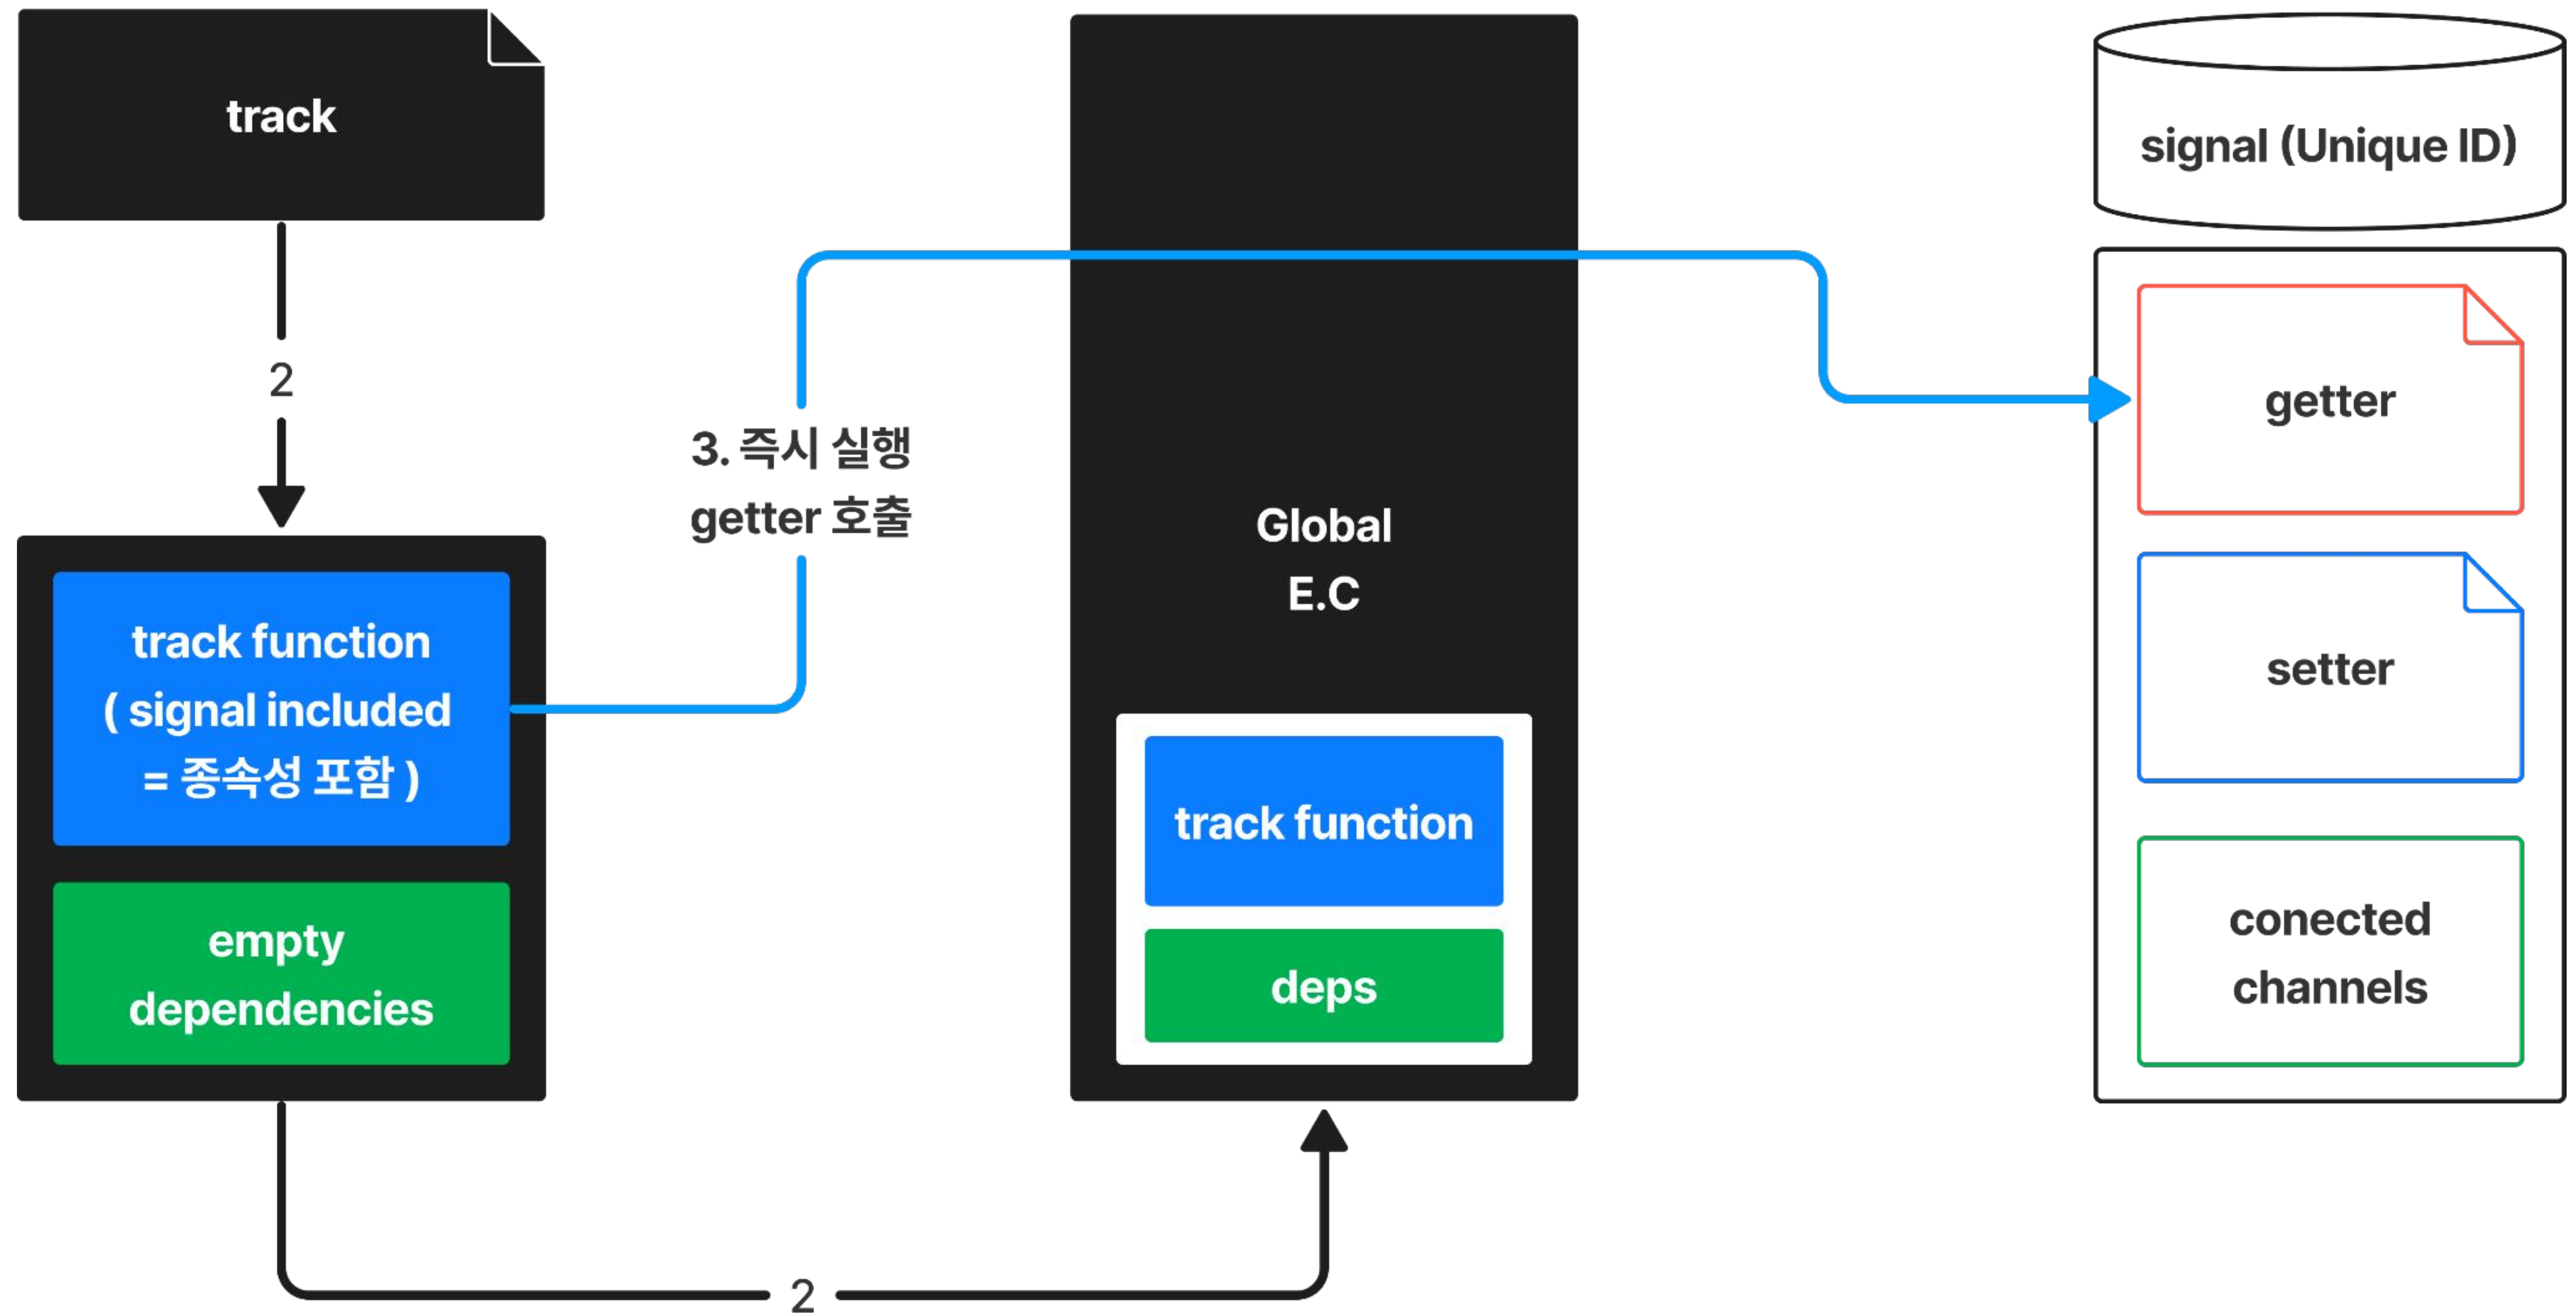 track
2
track function
( signal included
= 종속성 포함 )
empty
dependencies
2
3. 즉시 실행
getter 호출
Global
E.C
track function
deps
signal (Unique ID)
getter
setter
conected
channels